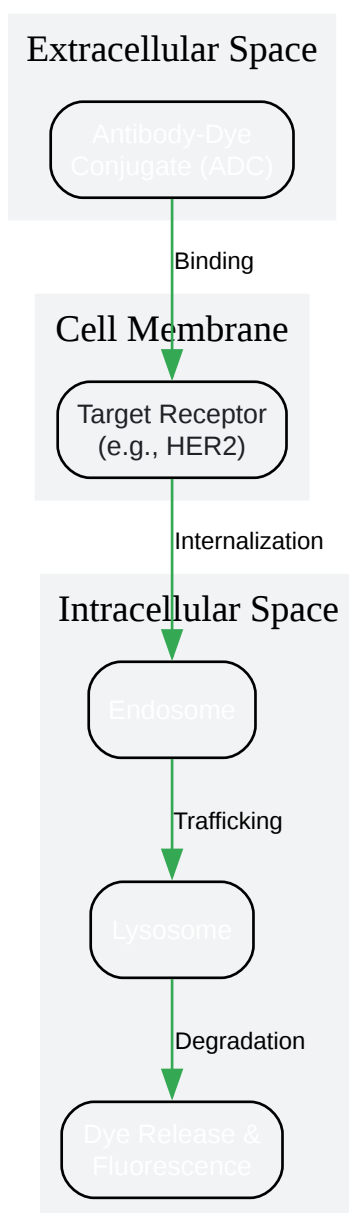 Extracellular Space
Antibody-Dye
Conjugate (ADC)
Binding
Cell Membrane
Target Receptor
(e.g., HER2)
Internalization
Intracellular Space
Endosome
Trafficking
Lysosome
Degradation
Dye Release &
Fluorescence